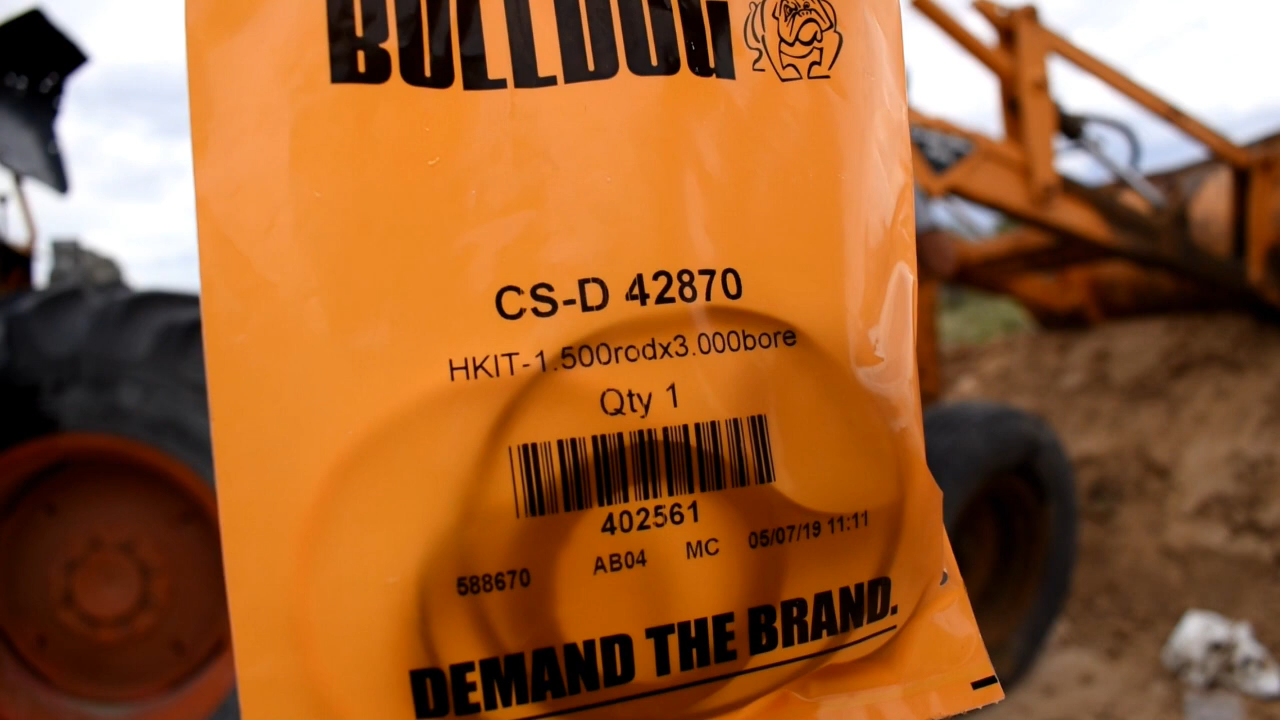 BULLDOG
CS-D 42870
HKIT-1.500rodx3.000bore
Qty 1
402561
588670 AB04 MC 05/07/19 11:11
DEMAND THE BRAND.